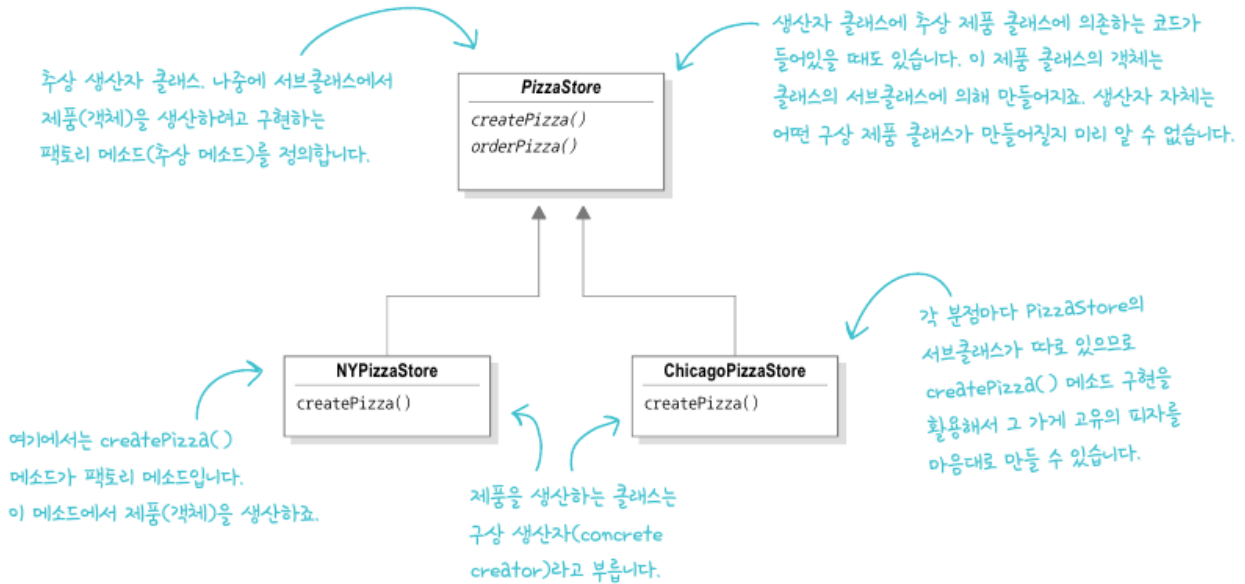 추상 생산자 클래스. 나중에 서브클래스에서
제품(객체)을 생산하려고 구현하는
팩토리 메소드(추상 메소드)를 정의합니다.
생산자 클래스에 추상 제품 클래스에 의존하는 코드가
들어있을 때도 있습니다. 이 제품 클래스의 객체는
클래스의 서브클래스에 의해 만들어지죠. 생산자 자체는
어떤 구상 제품 클래스가 만들어질지 미리 알 수 없습니다.
PizzaStore
createPizza()
orderPizza()
NYPizzaStore
createPizza()
ChicagoPizzaStore
createPizza()
각 분점마다 PizzaStore의
서브클래스가 따로 있으므로
createPizza() 메소드 구현을
활용해서 그 가게 고유의 피자를
마음대로 만들 수 있습니다.
여기에서는 createPizza()
메소드가 팩토리 메소드입니다.
이 메소드에서 제품(객체)을 생산하죠.
제품을 생산하는 클래스는
구상 생산자(concrete
creator)라고 부릅니다.